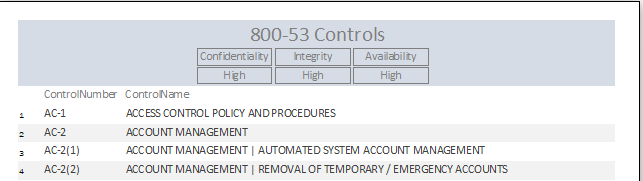 800-53 Controls
Confidentiality Integrity Availability
High High High
ControlNumber ControlName
1 AC-1 ACCESS CONTROL POLICY AND PROCEDURES
2 AC-2 ACCOUNT MANAGEMENT
3 AC-2(1) ACCOUNT MANAGEMENT | AUTOMATED SYSTEM ACCOUNT MANAGEMENT
4 AC-2(2) ACCOUNT MANAGEMENT | REMOVAL OF TEMPORARY / EMERGENCY ACCOUNTS